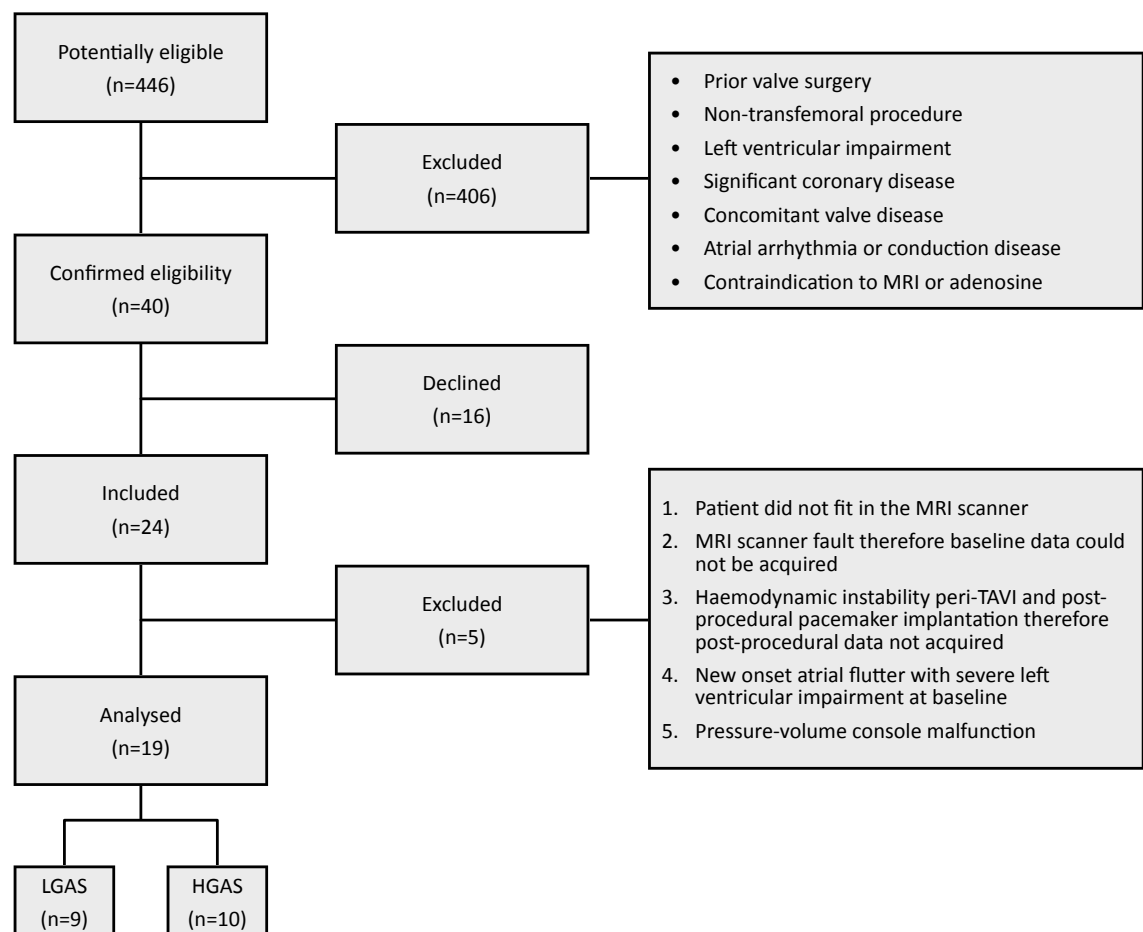 Potentially eligible
(n=446)
• Prior valve surgery
• Non-transfemoral procedure
• Left ventricular impairment
• Significant coronary disease
• Concomitant valve disease
• Atrial arrhythmia or conduction disease
• Contraindication to MRI or adenosine
Excluded
(n=406)
Confirmed eligibility
(n=40)
Declined
(n=16)
Included
(n=24)
Excluded
(n=5)
1. Patient did not fit in the MRI scanner
2. MRI scanner fault therefore baseline data could
not be acquired
3. Haemodynamic instability peri-TAVI and post-
procedural pacemaker implantation therefore
post-procedural data not acquired
4. New onset atrial flutter with severe left
ventricular impairment at baseline
5. Pressure-volume console malfunction
Analysed
(n=19)
LGAS
(n=9)
HGAS
(n=10)